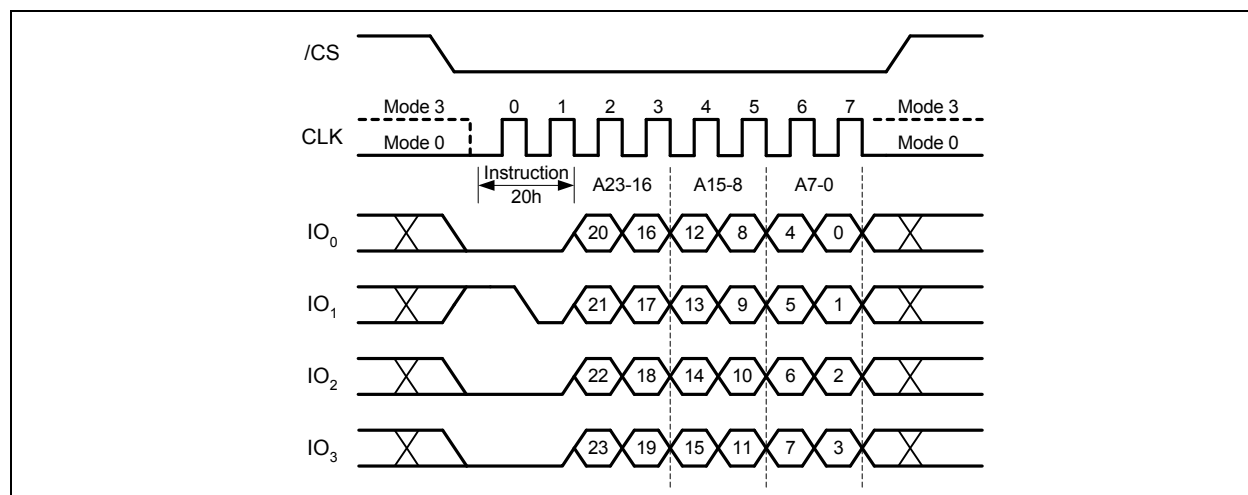 /CS
Mode 3 0 1 2 3 4 5 6 7 Mode 3
CLK
Mode 0 Mode 0
Instruction
20h
A23-16 A15-8 A7-0
IO0 20 16 12 8 4 0
IO1 21 17 13 9 5 1
IO2 22 18 14 10 6 2
IO3 23 19 15 11 7 3